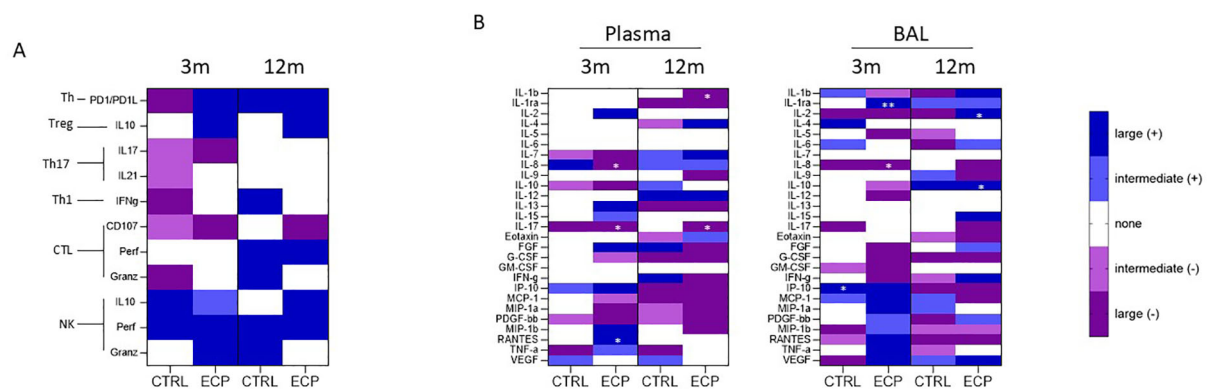 A
3m 12m
Th PD1/PD1L
Treg IL10
Th17 IL17
IL21
Th1 IFNg
CTL CD107
Perf
Granz
NK IL10
Perf
Granz
CTRL ECP CTRL ECP
B
Plasma
3m 12m
IL-1b *
IL-1ra
IL-2
IL-4
IL-5
IL-6
IL-7
IL-8 *
IL-9
IL-10
IL-12
IL-13
IL-15
IL-17 * *
Eotaxin
FGF
G-CSF
GM-CSF
IFN-g
IP-10
MCP-1
MIP-1a
PDGF-bb
MIP-1b
RANTES *
TNF-a
VEGF
CTRL ECP CTRL ECP
BAL
3m 12m
IL-1b
IL-1ra **
IL-2 *
IL-4
IL-5
IL-6
IL-7
IL-8 *
IL-9
IL-10 *
IL-12
IL-13
IL-15
IL-17
Eotaxin
FGF
G-CSF
GM-CSF
IFN-g
IP-10 *
MCP-1
MIP-1a
PDGF-bb
MIP-1b
RANTES
TNF-a
VEGF
CTRL ECP CTRL ECP
large (+)
intermediate (+)
none
intermediate (-)
large (-)